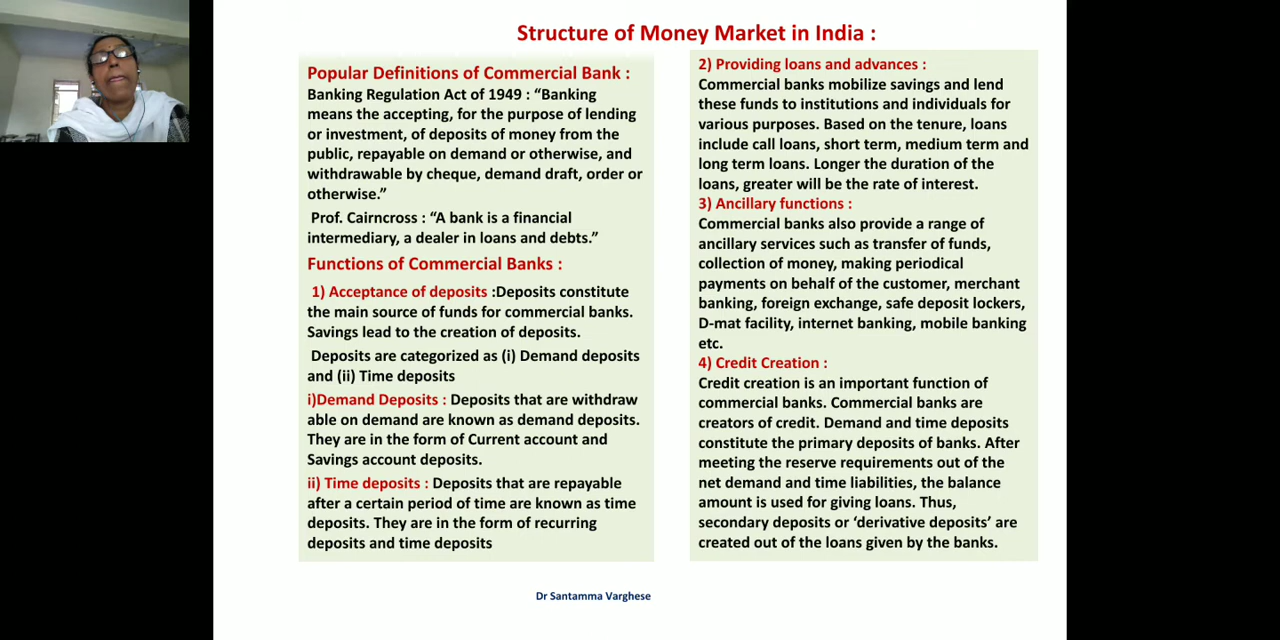 Structure of Money Market in India :
Popular Definitions of Commercial Bank :
Banking Regulation Act of 1949 : “Banking
means the accepting, for the purpose of lending
or investment, of deposits of money from the
public, repayable on demand or otherwise, and
withdrawable by cheque, demand draft, order or
otherwise.”
Prof. Cairncross : “A bank is a financial
intermediary, a dealer in loans and debts.”
Functions of Commercial Banks :
1) Acceptance of deposits :Deposits constitute
the main source of funds for commercial banks.
Savings lead to the creation of deposits.
Deposits are categorized as (i) Demand deposits
and (ii) Time deposits
i)Demand Deposits : Deposits that are withdraw
able on demand are known as demand deposits.
They are in the form of Current account and
Savings account deposits.
ii) Time deposits : Deposits that are repayable
after a certain period of time are known as time
deposits. They are in the form of recurring
deposits and time deposits
2) Providing loans and advances :
Commercial banks mobilize savings and lend
these funds to institutions and individuals for
various purposes. Based on the tenure, loans
include call loans, short term, medium term and
long term loans. Longer the duration of the
loans, greater will be the rate of interest.
3) Ancillary functions :
Commercial banks also provide a range of
ancillary services such as transfer of funds,
collection of money, making periodical
payments on behalf of the customer, merchant
banking, foreign exchange, safe deposit lockers,
D-mat facility, internet banking, mobile banking
etc.
4) Credit Creation :
Credit creation is an important function of
commercial banks. Commercial banks are
creators of credit. Demand and time deposits
constitute the primary deposits of banks. After
meeting the reserve requirements out of the
net demand and time liabilities, the balance
amount is used for giving loans. Thus,
secondary deposits or ‘derivative deposits’ are
created out of the loans given by the banks.
Dr Santamma Varghese